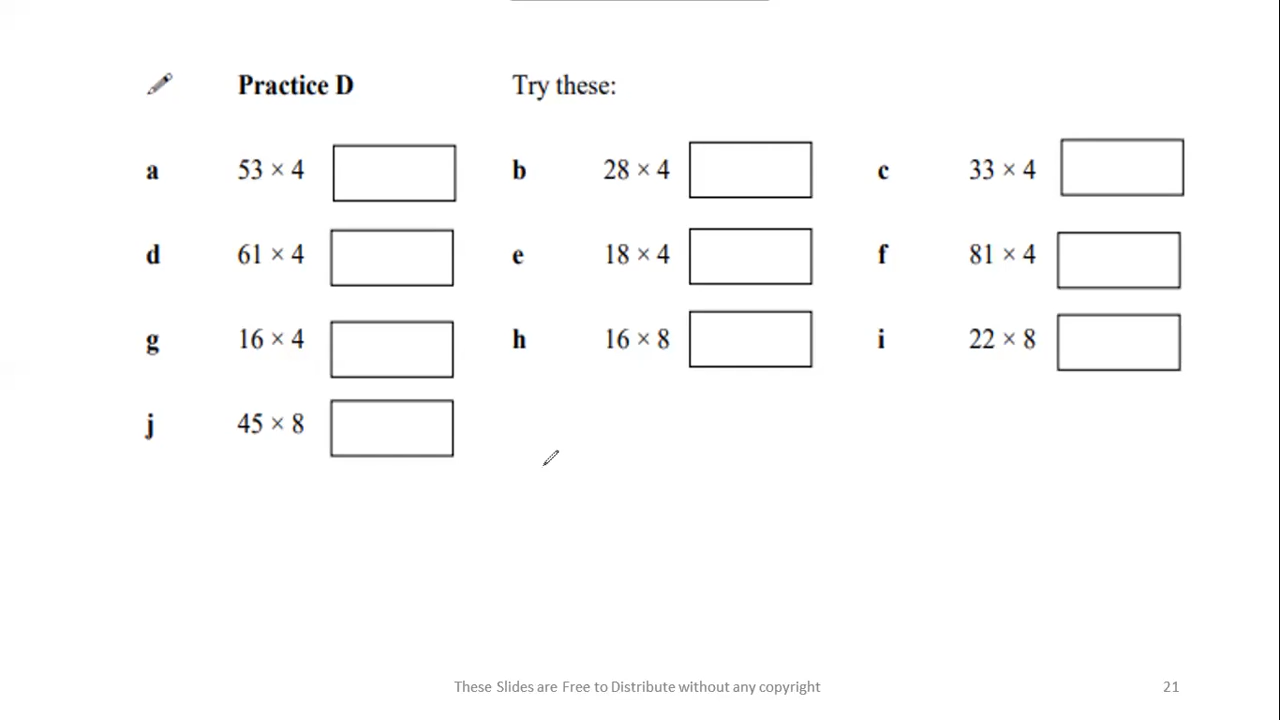 Practice D Try these:
a 53 × 4 b 28 × 4 c 33 × 4
d 61 × 4 e 18 × 4 f 81 × 4
g 16 × 4 h 16 × 8 i 22 × 8
j 45 × 8
These Slides are Free to Distribute without any copyright 21